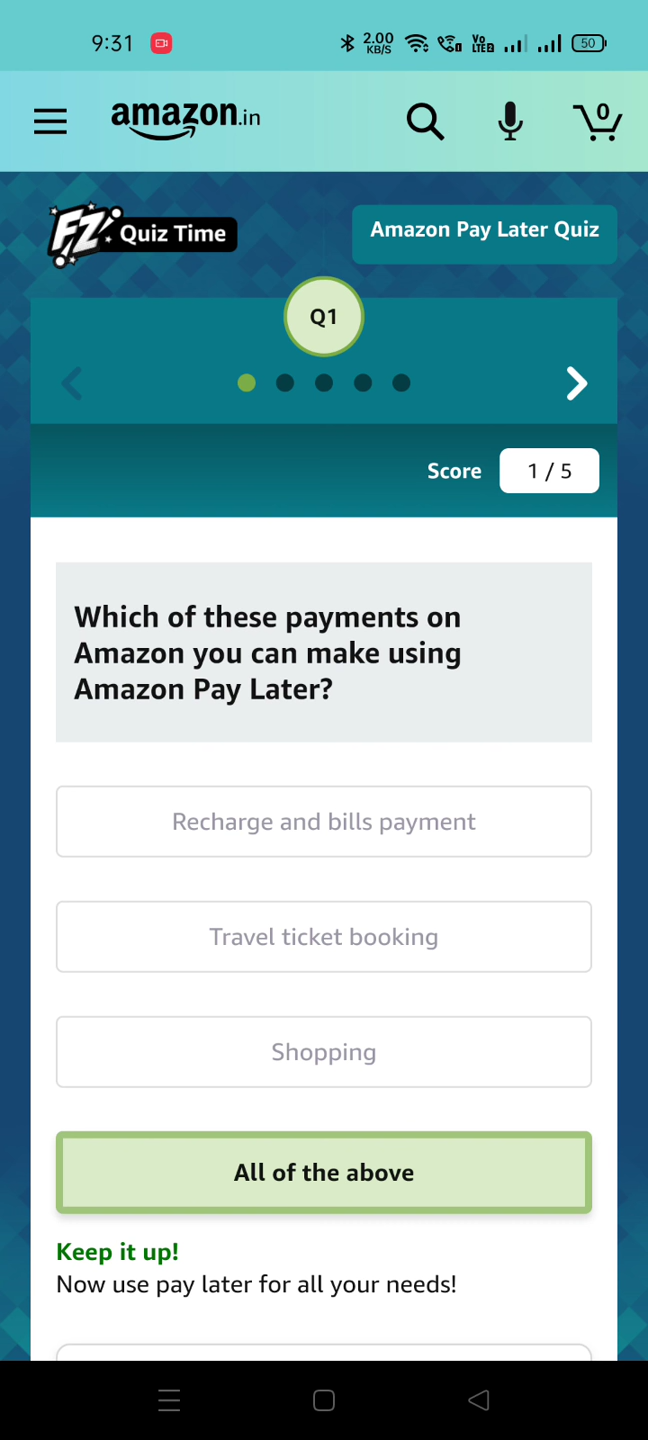 9:31 2.00 KB/S Vo LTE2 50
amazon.in 0
FZ Quiz Time Amazon Pay Later Quiz
Q1
Score 1 / 5
Which of these payments on
Amazon you can make using
Amazon Pay Later?
Recharge and bills payment
Travel ticket booking
Shopping
All of the above
Keep it up!
Now use pay later for all your needs!